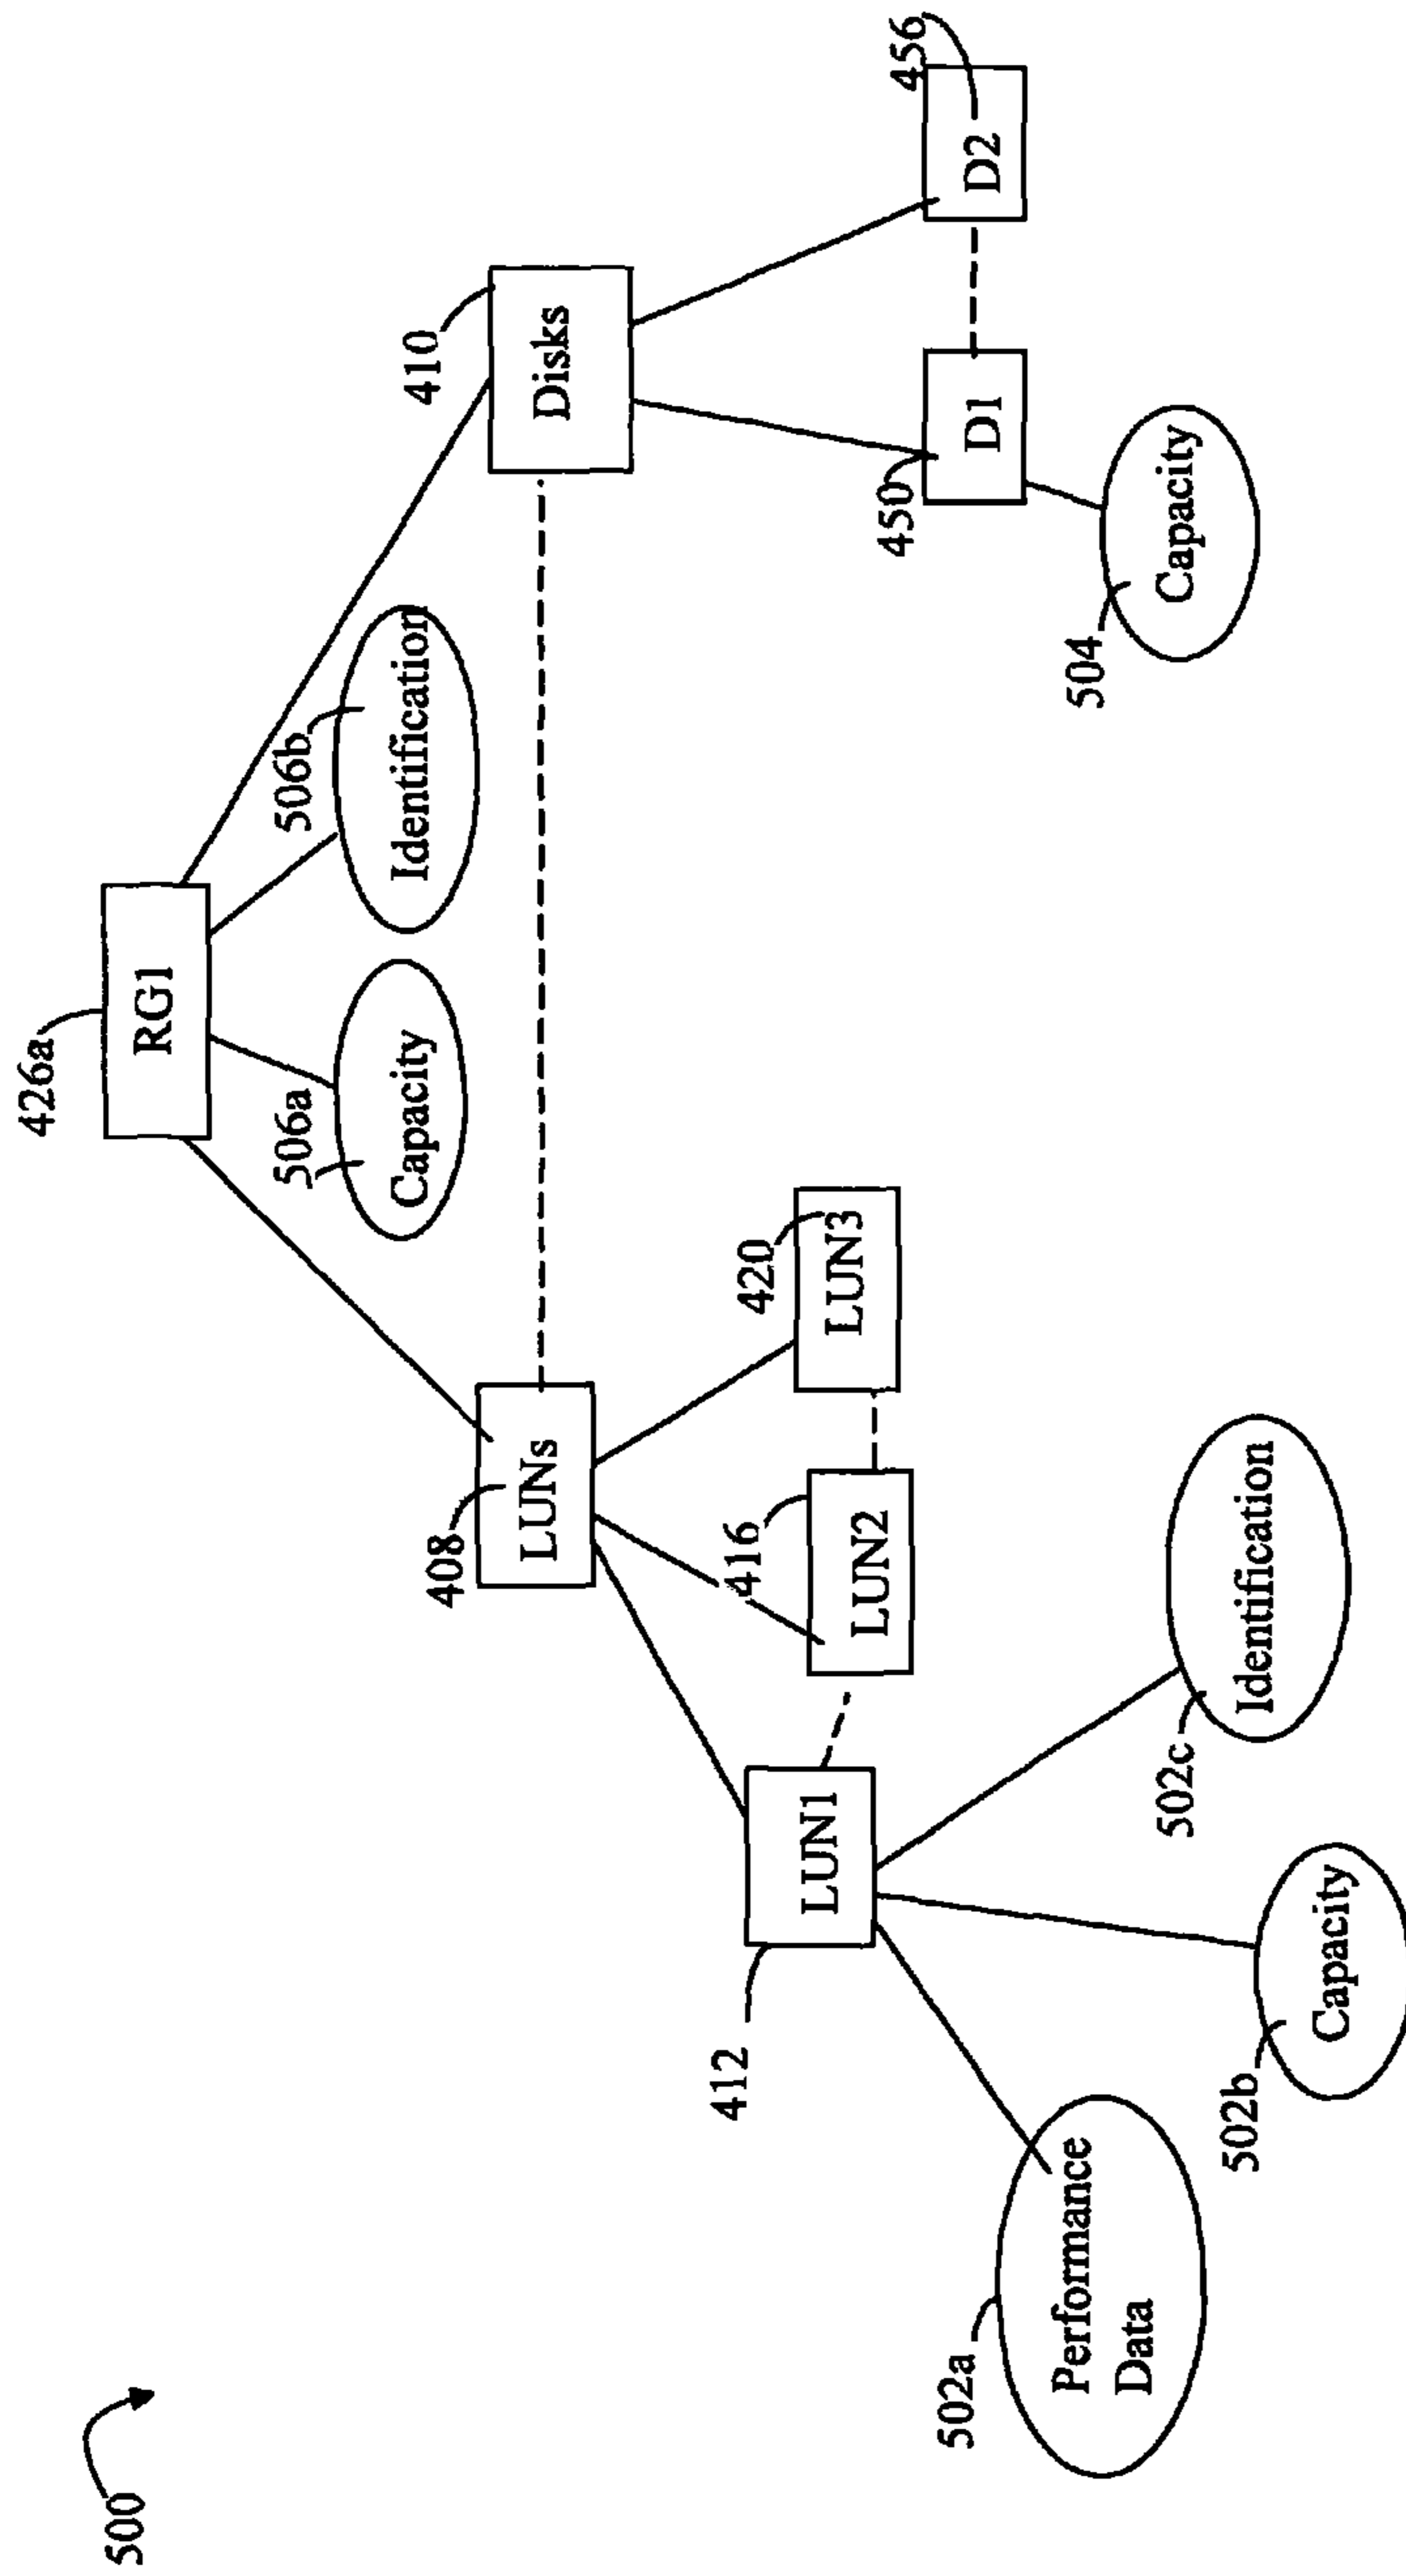 500
426a
RG1
506a
Capacity
506b
Identification
408
LUNs
410
Disks
412
LUN1
416
LUN2
420
LUN3
450
D1
456
D2
502a
Performance
Data
502b
Capacity
502c
Identification
504
Capacity